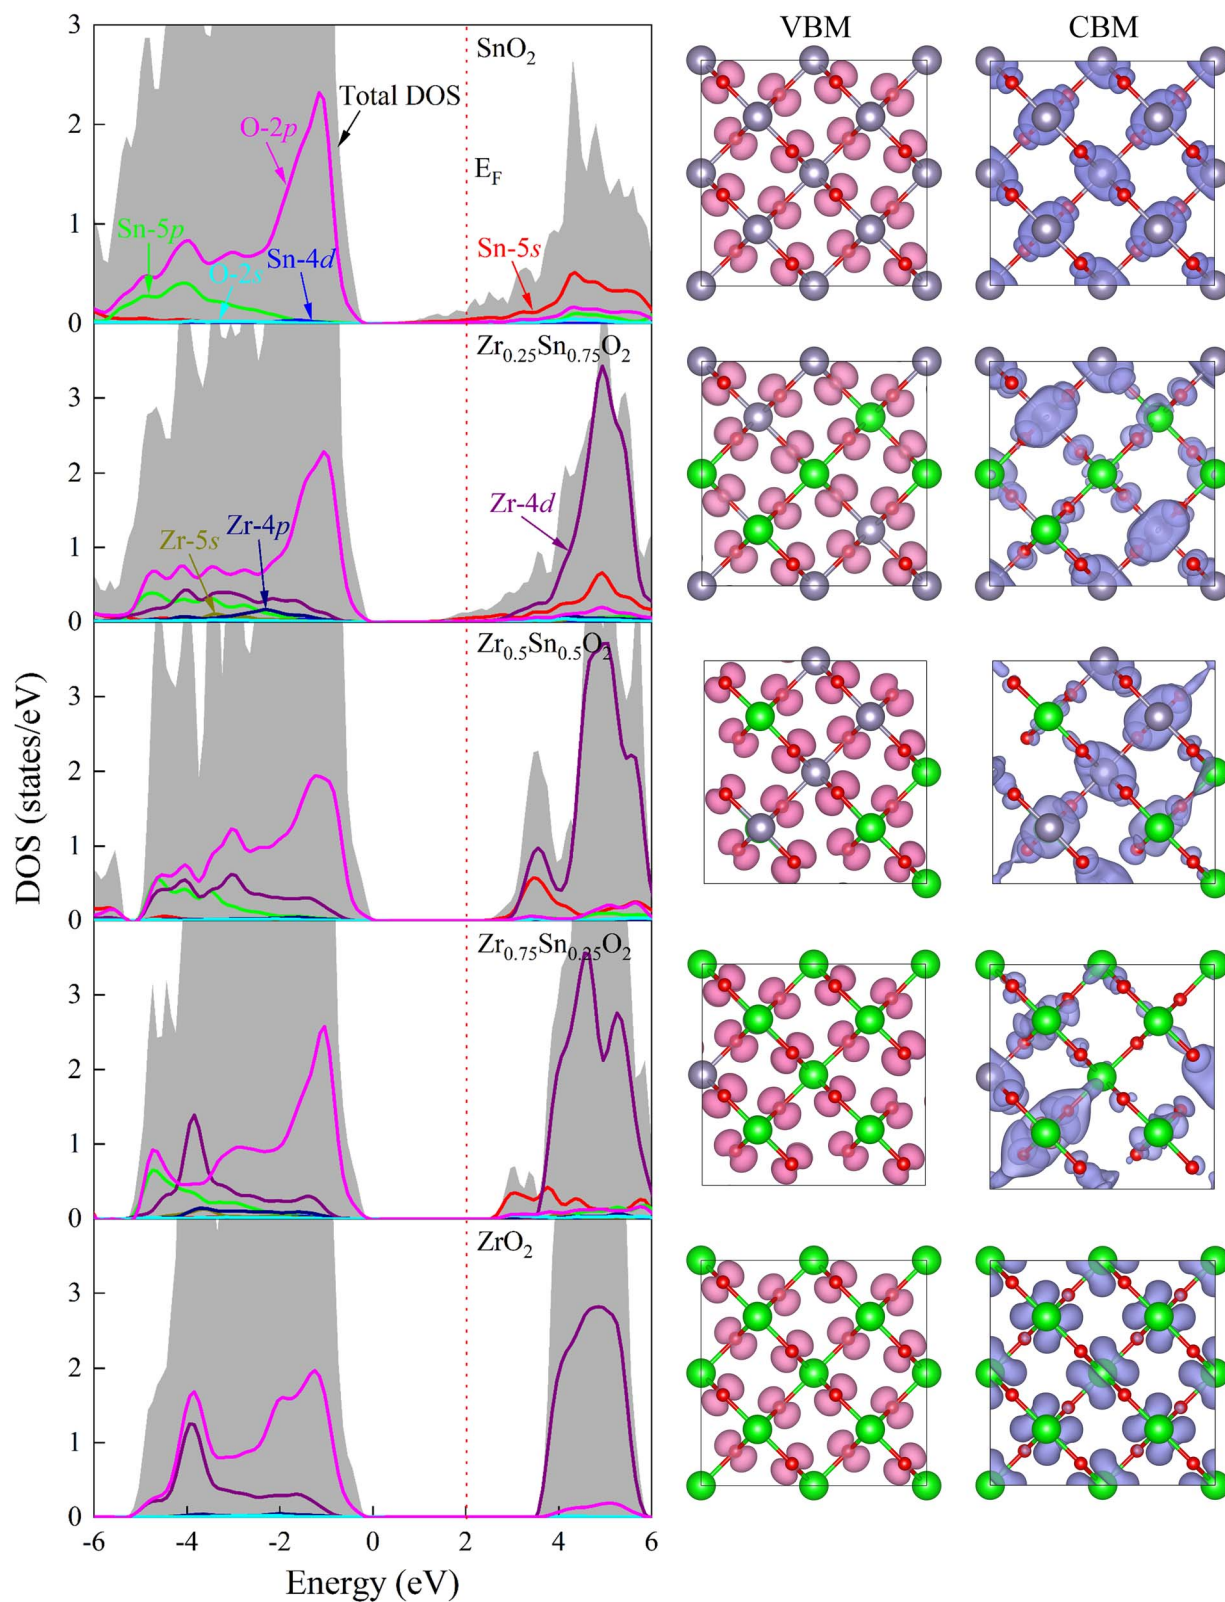 VBM
CBM
3
2
1
0
SnO₂
Total DOS
O-2p
E_F
Sn-5p
O-2s
Sn-4d
Sn-5s
3
2
1
0
Zr₀.₂₅Sn₀.₇₅O₂
Zr-4d
Zr-4p
Zr-5s
3
2
1
0
Zr₀.₅Sn₀.₅O₂
DOS (states/eV)
3
2
1
0
Zr₀.₇₅Sn₀.₂₅O₂
3
2
1
0
ZrO₂
-6 -4 -2 0 2 4 6
Energy (eV)